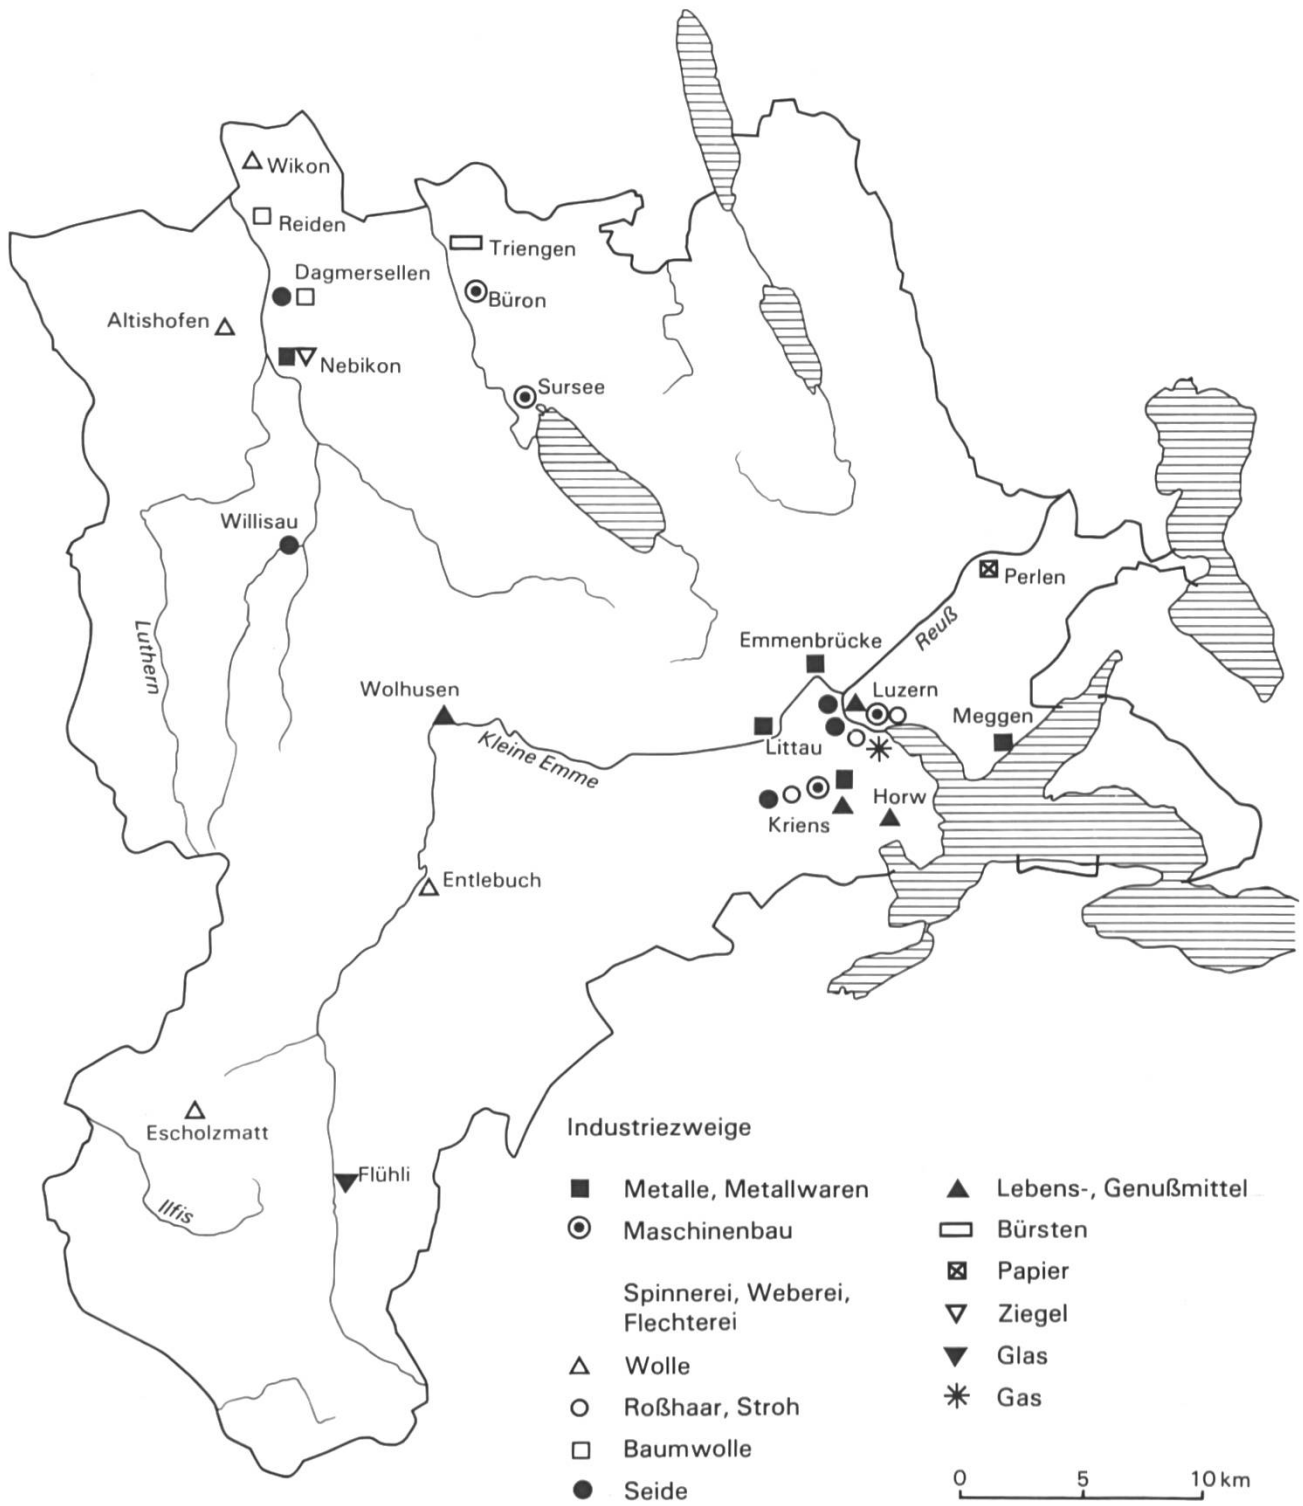 Wikon
Reiden
Triengen
Dagmersellen
Büron
Altishofen
Nebikon
Sursee
Willisau
Perlen
Reuß
Luthern
Emmenbrücke
Wolhusen
Luzern
Meggen
Kleine Emme
Littau
Horw
Kriens
Entlebuch
Escholzmatt
Flühli
Ilfis
Industriezweige
Metalle, Metallwaren
Maschinenbau
Spinnerei, Weberei,
Flechterei
Wolle
Roßhaar, Stroh
Baumwolle
Seide
Lebens-, Genußmittel
Bürsten
Papier
Ziegel
Glas
Gas
0 5 10 km